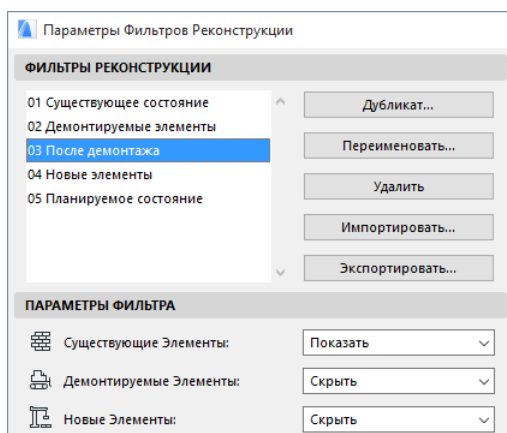 Параметры Фильтров Реконструкции
ФИЛЬТРЫ РЕКОНСТРУКЦИИ
01 Существующее состояние
02 Демонтируемые элементы
03 После демонтажа
04 Новые элементы
05 Планируемое состояние
Дубликат...
Переименовать...
Удалить
Импортировать...
Экспортировать...
ПАРАМЕТРЫ ФИЛЬТРА
Существующие Элементы: Показать
Демонтируемые Элементы: Скрыть
Новые Элементы: Скрыть